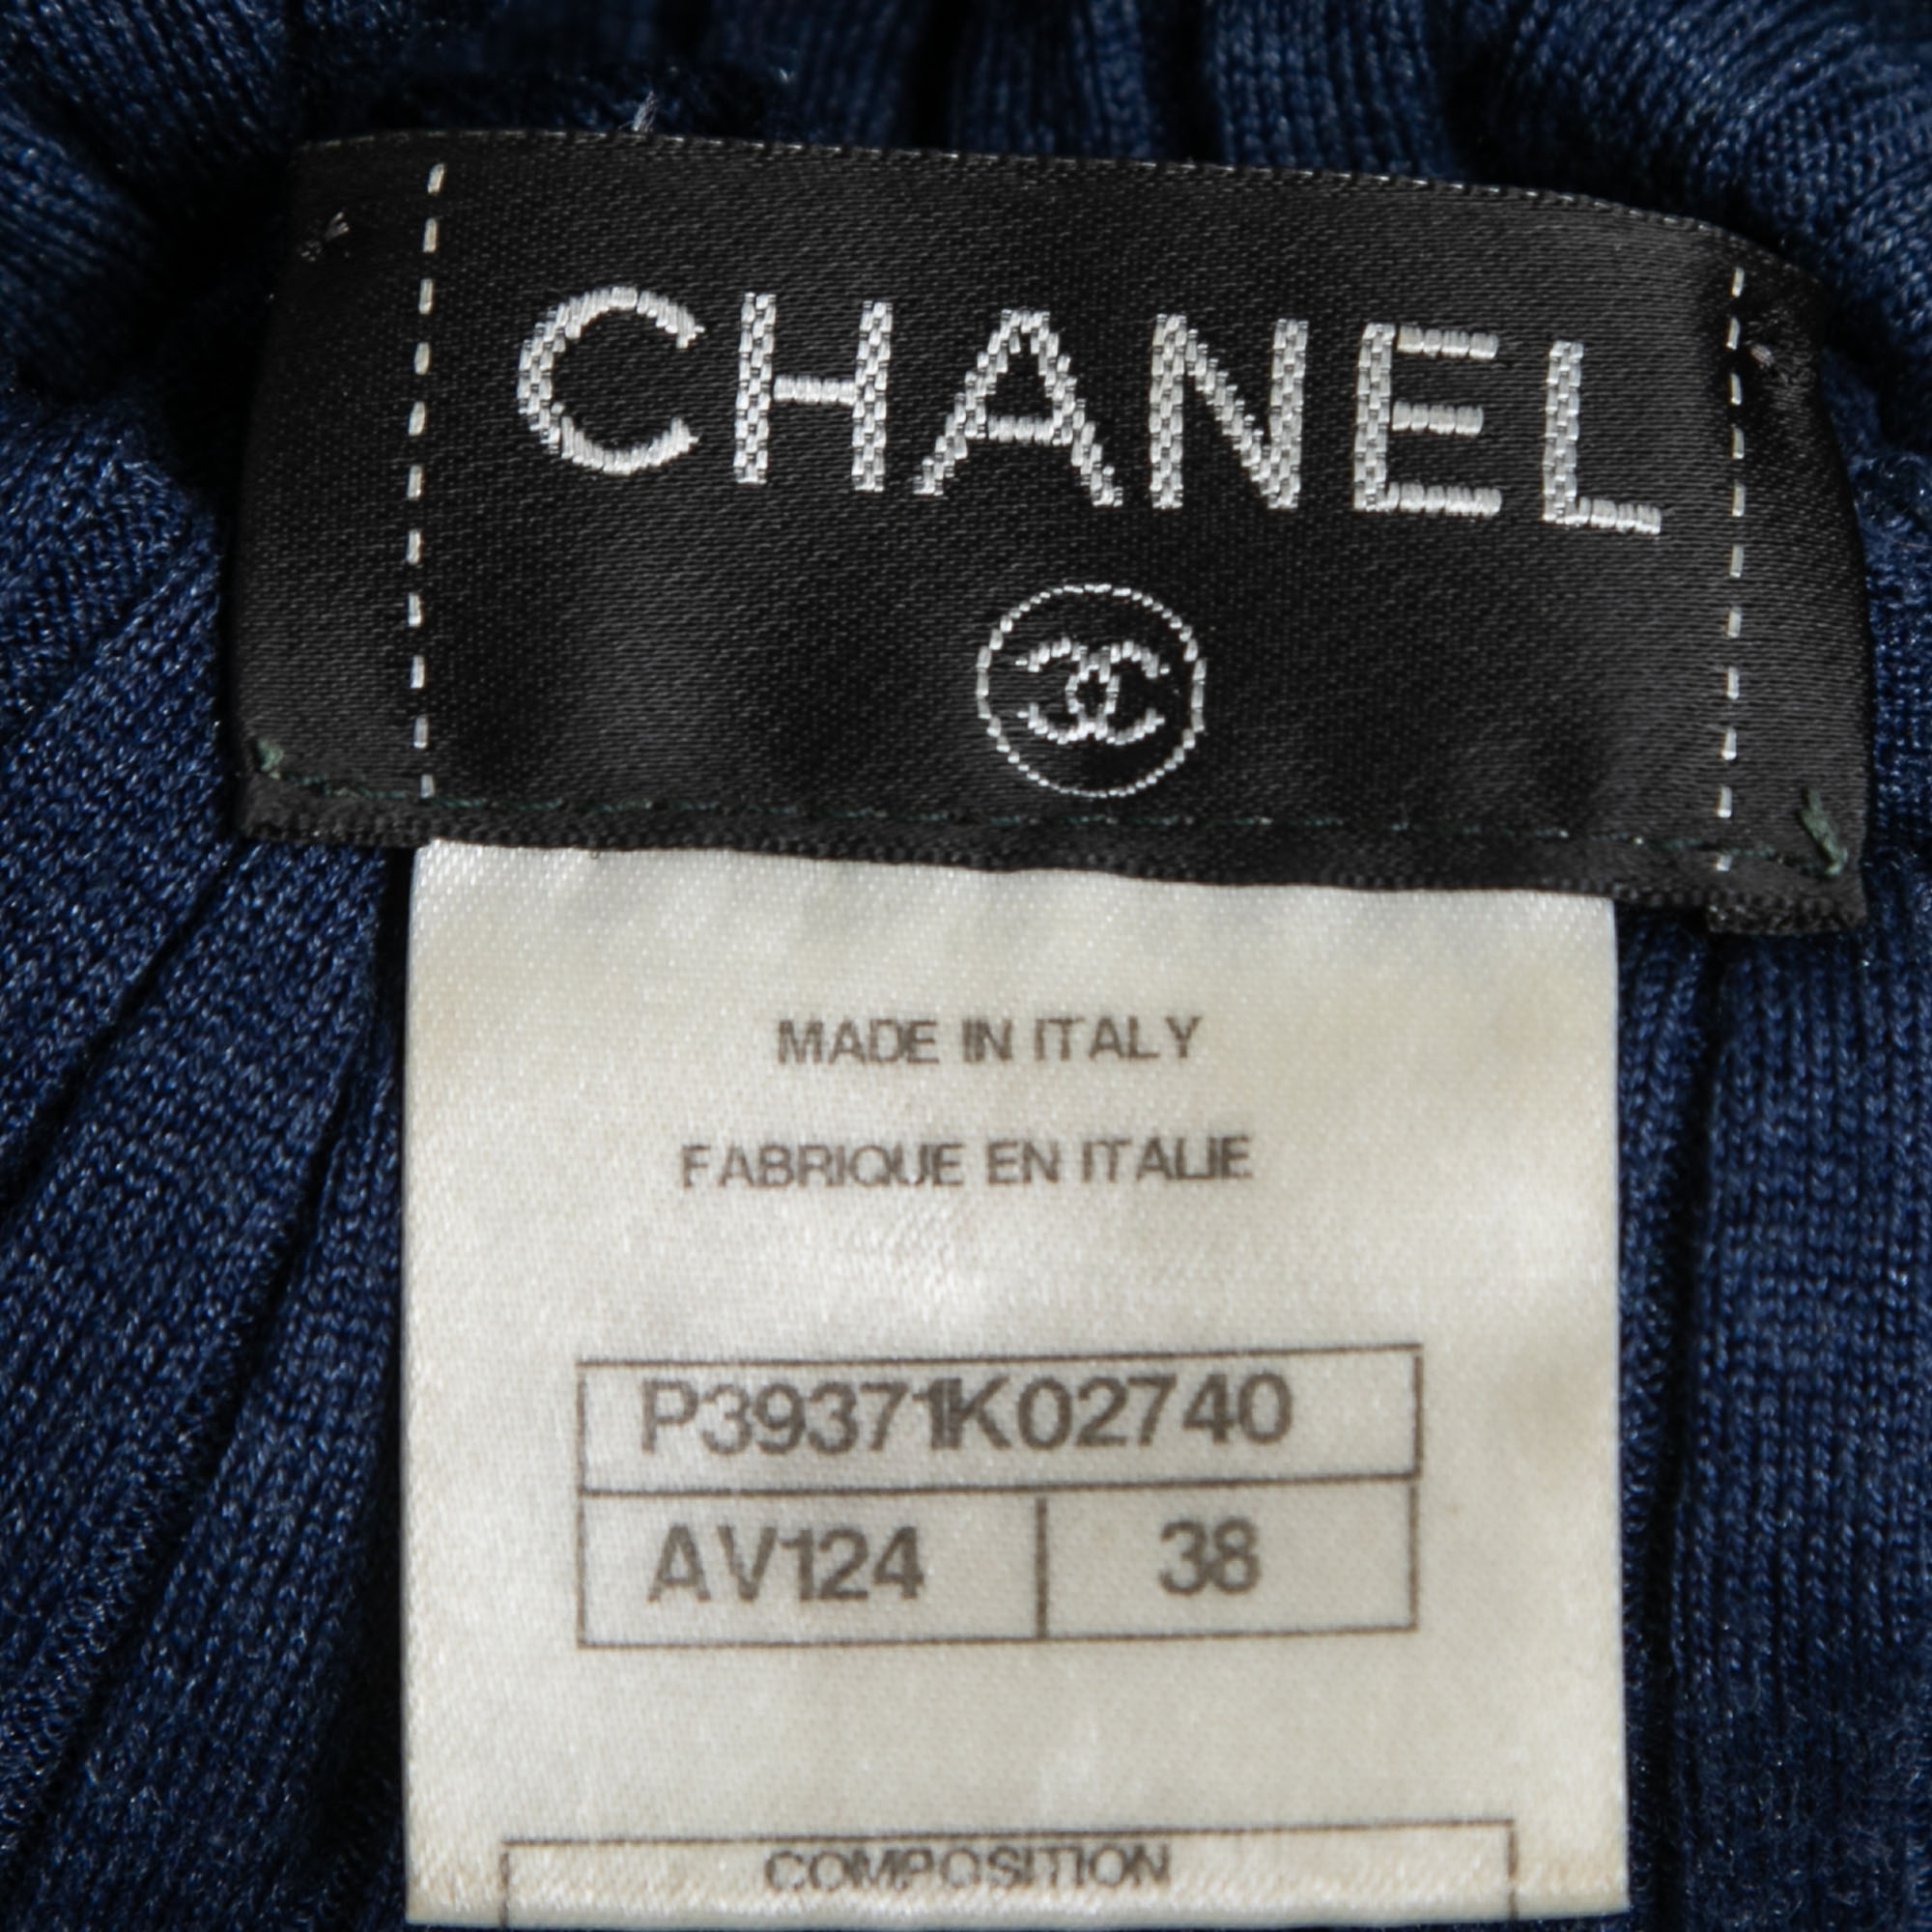 CHANEL
MADE IN ITALY
FABRIQUE EN ITALIE
P39371K02740
AV124 38
COMPOSITION